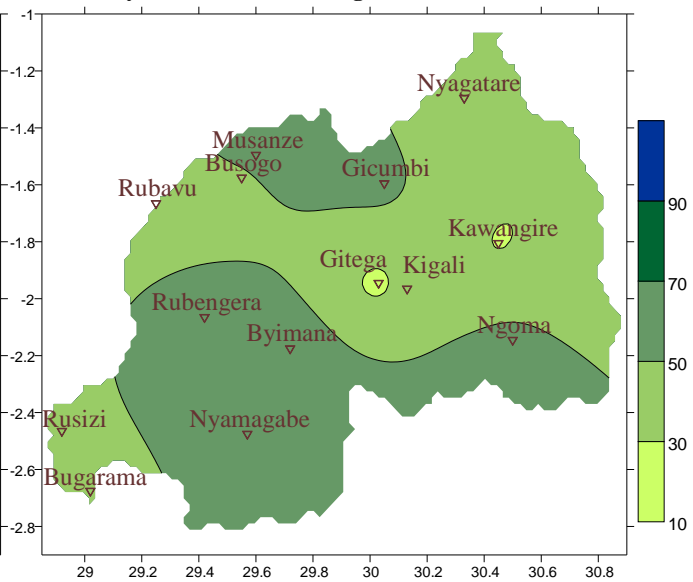 -1
-1.2
Nyagatare
-1.4
Musanze
Busogo
Gicumbi
-1.6
Rubavu
-1.8
Kawangire
Gitega
Kigali
-2
Rubengera
Byimana
Ngoma
-2.2
-2.4
Rusizi
Nyamagabe
-2.6
Bugarama
-2.8
29
29.2
29.4
29.6
29.8
30
30.2
30.4
30.6
30.8
90
70
50
30
10